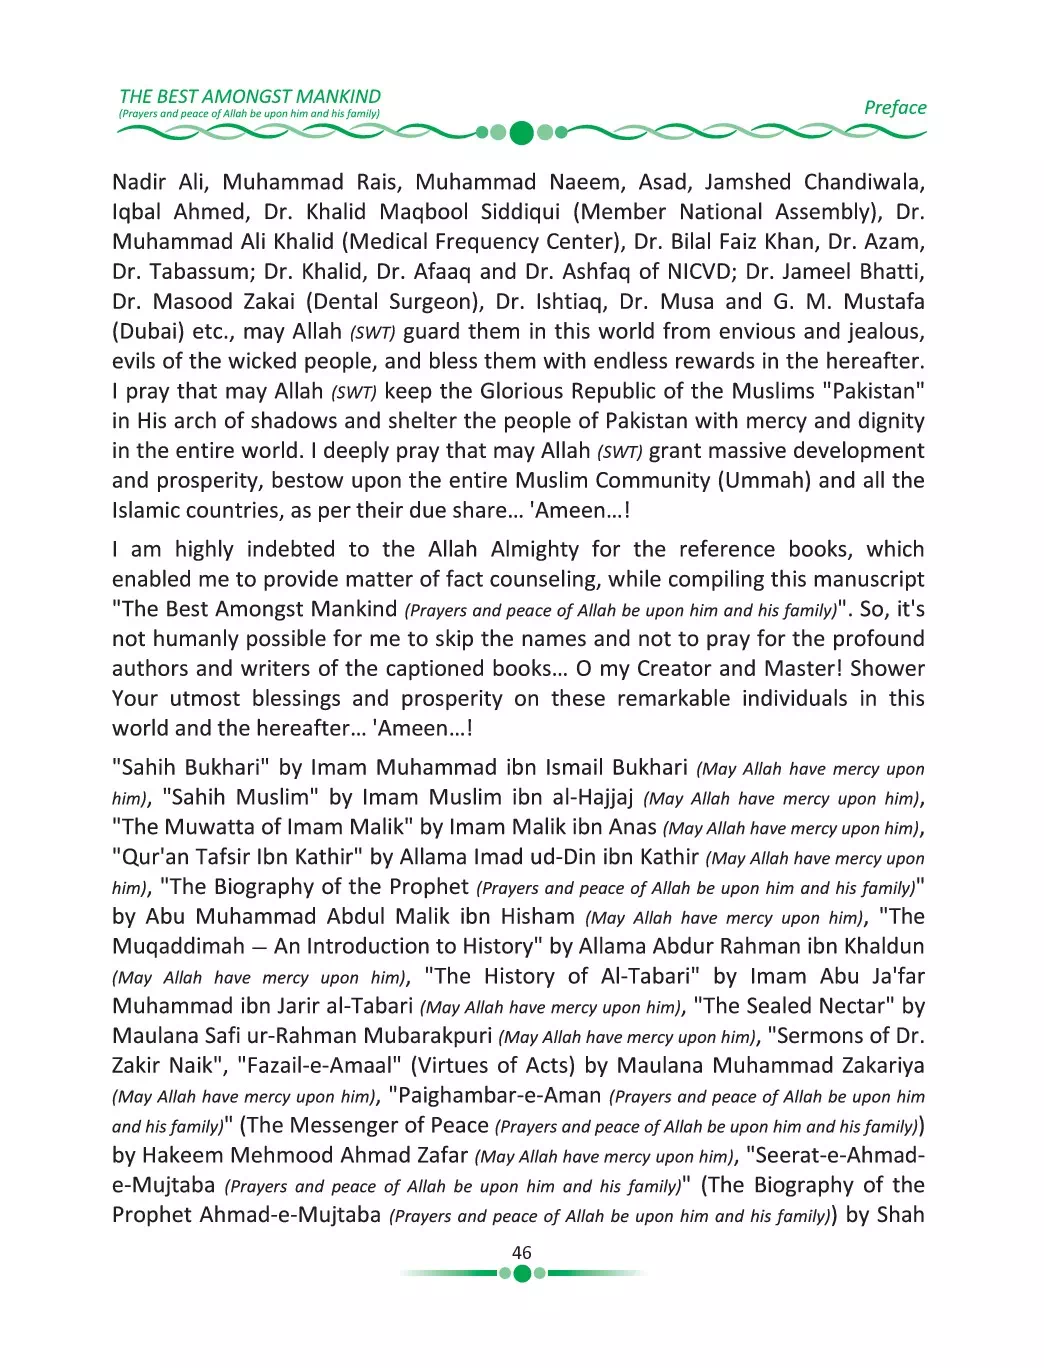 THE BEST AMONGST MANKIND
(Prayers and peace of Allah be upon him and his family)
Preface
Nadir Ali, Muhammad Rais, Muhammad Naeem, Asad, Jamshed Chandiwala,
Iqbal Ahmed, Dr. Khalid Maqbool Siddiqui (Member National Assembly), Dr.
Muhammad Ali Khalid (Medical Frequency Center), Dr. Bilal Faiz Khan, Dr. Azam,
Dr. Tabassum; Dr. Khalid, Dr. Afaaq and Dr. Ashfaq of NICVD; Dr. Jameel Bhatti,
Dr. Masood Zakai (Dental Surgeon), Dr. Ishtiaq, Dr. Musa and G. M. Mustafa
(Dubai) etc., may Allah (SWT) guard them in this world from envious and jealous,
evils of the wicked people, and bless them with endless rewards in the hereafter.
I pray that may Allah (SWT) keep the Glorious Republic of the Muslims "Pakistan"
in His arch of shadows and shelter the people of Pakistan with mercy and dignity
in the entire world. I deeply pray that may Allah (SWT) grant massive development
and prosperity, bestow upon the entire Muslim Community (Ummah) and all the
Islamic countries, as per their due share... 'Ameen...!
I am highly indebted to the Allah Almighty for the reference books, which
enabled me to provide matter of fact counseling, while compiling this manuscript
"The Best Amongst Mankind (Prayers and peace of Allah be upon him and his family)". So, it's
not humanly possible for me to skip the names and not to pray for the profound
authors and writers of the captioned books... O my Creator and Master! Shower
Your utmost blessings and prosperity on these remarkable individuals in this
world and the hereafter... 'Ameen...!
"Sahih Bukhari" by Imam Muhammad ibn Ismail Bukhari (May Allah have mercy upon
him), "Sahih Muslim" by Imam Muslim ibn al-Hajjaj (May Allah have mercy upon him),
"The Muwatta of Imam Malik" by Imam Malik ibn Anas (May Allah have mercy upon him),
"Qur'an Tafsir Ibn Kathir" by Allama Imad ud-Din ibn Kathir (May Allah have mercy upon
him), "The Biography of the Prophet (Prayers and peace of Allah be upon him and his family)"
by Abu Muhammad Abdul Malik ibn Hisham (May Allah have mercy upon him), "The
Muqaddimah — An Introduction to History" by Allama Abdur Rahman ibn Khaldun
(May Allah have mercy upon him), "The History of Al-Tabari" by Imam Abu Ja'far
Muhammad ibn Jarir al-Tabari (May Allah have mercy upon him), "The Sealed Nectar" by
Maulana Safi ur-Rahman Mubarakpuri (May Allah have mercy upon him), "Sermons of Dr.
Zakir Naik", "Fazail-e-Amaal" (Virtues of Acts) by Maulana Muhammad Zakariya
(May Allah have mercy upon him), "Paighambar-e-Aman (Prayers and peace of Allah be upon him
and his family)" (The Messenger of Peace (Prayers and peace of Allah be upon him and his family))
by Hakeem Mehmood Ahmad Zafar (May Allah have mercy upon him), "Seerat-e-Ahmad-
e-Mujtaba (Prayers and peace of Allah be upon him and his family)" (The Biography of the
Prophet Ahmad-e-Mujtaba (Prayers and peace of Allah be upon him and his family)) by Shah
46